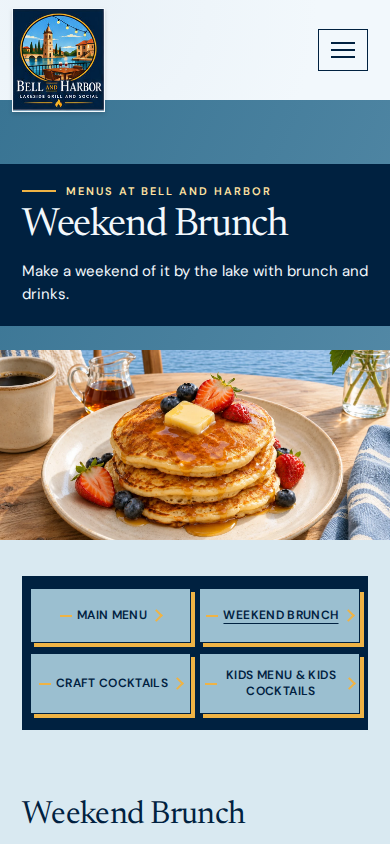 BELL AND HARBOR
LAKESIDE GRILL AND SOCIAL
MENUS AT BELL AND HARBOR
Weekend Brunch
Make a weekend of it by the lake with brunch and
drinks.
MAIN MENU
WEEKEND BRUNCH
CRAFT COCKTAILS
KIDS MENU & KIDS
COCKTAILS
Weekend Brunch